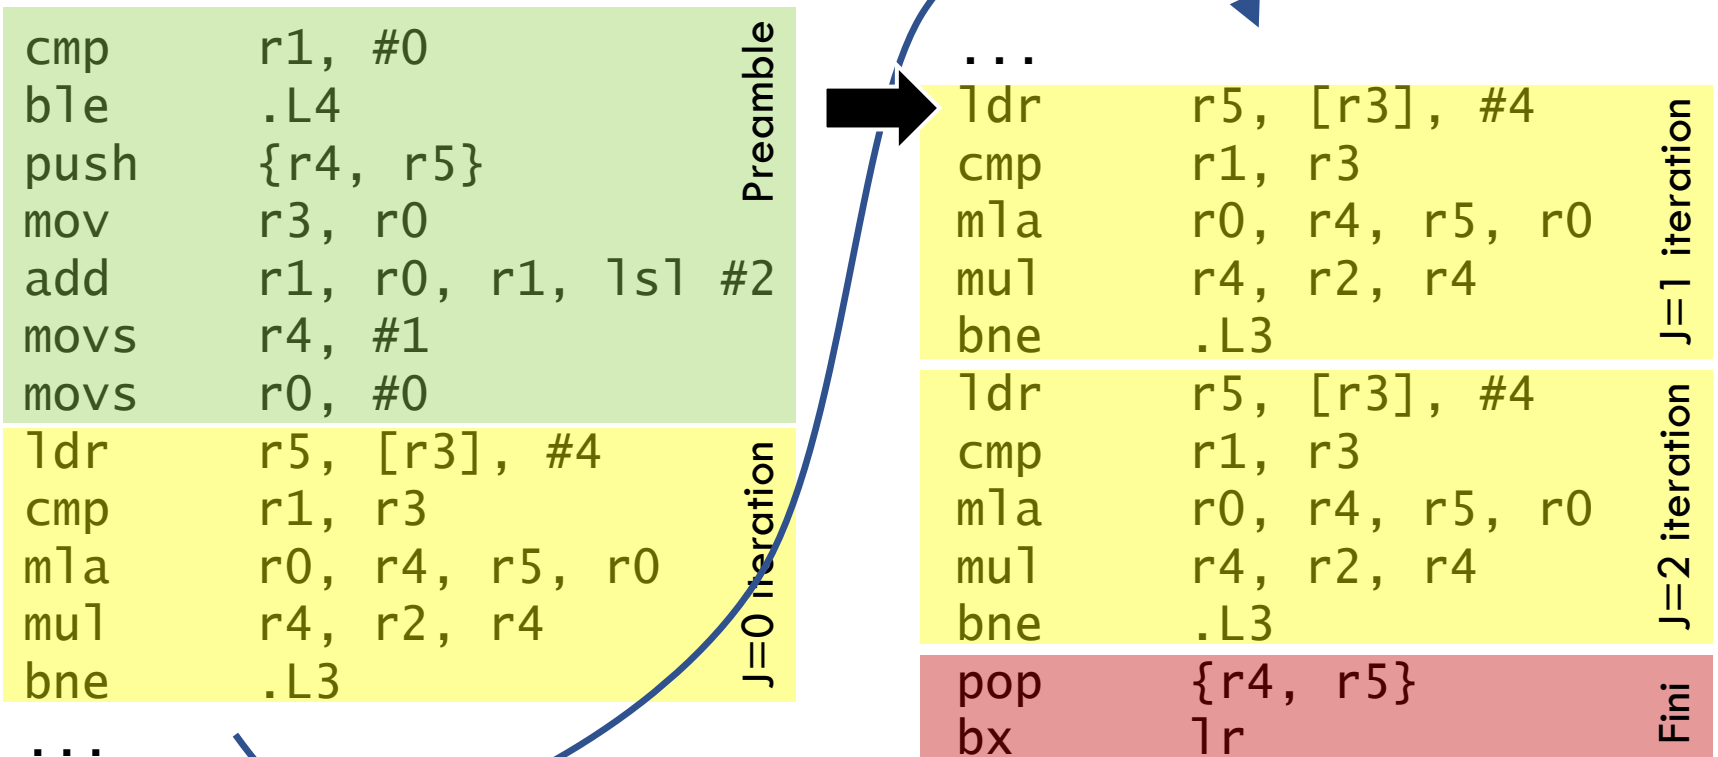 cmp r1, #0
ble .L4
push {r4, r5}
mov r3, r0
add r1, r0, r1, lsl #2
movs r4, #1
movs r0, #0
Preamble
ldr r5, [r3], #4
cmp r1, r3
mla r0, r4, r5, r0
mul r4, r2, r4
bne .L3
J=0 iteration
...
...
ldr r5, [r3], #4
cmp r1, r3
mla r0, r4, r5, r0
mul r4, r2, r4
bne .L3
J=1 iteration
ldr r5, [r3], #4
cmp r1, r3
mla r0, r4, r5, r0
mul r4, r2, r4
bne .L3
J=2 iteration
pop {r4, r5}
bx lr
Fini